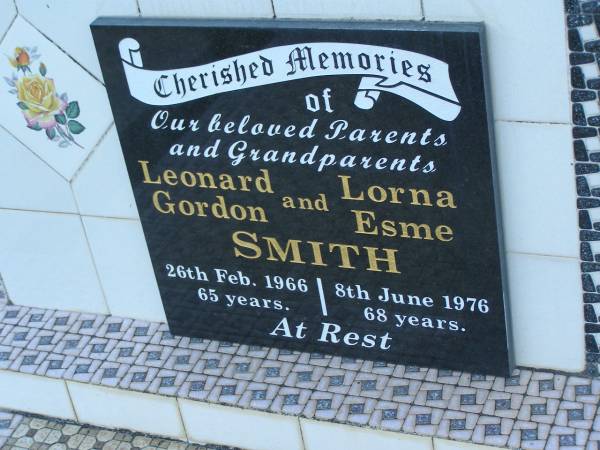 Cherished Memories
of
Our beloved Parents
and Grandparents
Leonard Gordon and Lorna Esme
SMITH
26th Feb. 1966 8th June 1976
65 years. 68 years.
At Rest